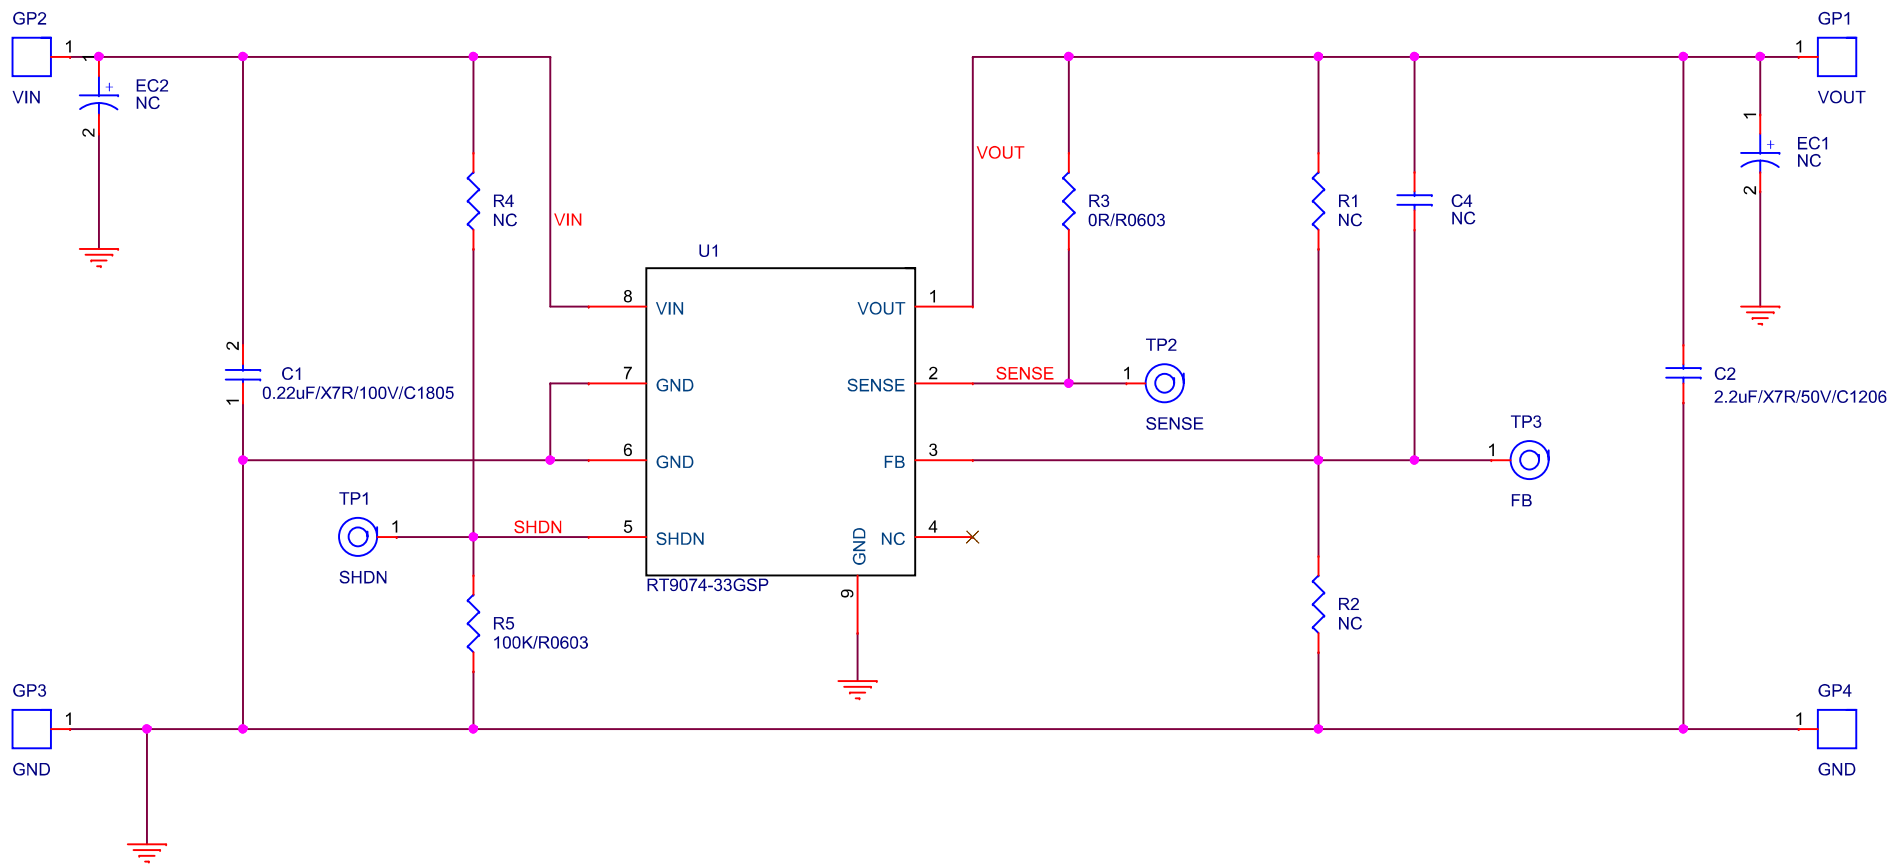 GP2
1
VIN
1
EC2
NC
+
2
GP1
1
VOUT
1
EC1
NC
+
2
R4
NC
VIN
VOUT
R3
0R/R0603
R1
NC
C4
NC
U1
8
VIN
VOUT
1
2
C1
0.22uF/X7R/100V/C1805
1
7
GND
SENSE
2
SENSE
TP2
1
SENSE
C2
2.2uF/X7R/50V/C1206
6
GND
FB
3
TP3
1
FB
TP1
1
SHDN
SHDN
5
SHDN
GND
NC
4
RT9074-33GSP
9
R5
100K/R0603
R2
NC
GP3
1
GND
GP4
1
GND